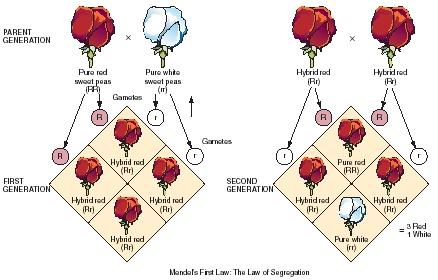 PARENT
GENERATION
×
×
Pure red
sweet peas
(RR)
Pure white
sweet peas
(rr)
Hybrid red
(Rr)
Hybrid red
(Rr)
Gametes
R
r
R
r
Gametes
R
r
r
r
FIRST
GENERATION
Hybrid red
(Rr)
Hybrid red
(Rr)
Hybrid red
(Rr)
Hybrid red
(Rr)
SECOND
GENERATION
Pure red
(RR)
Hybrid red
(Rr)
Hybrid red
(Rr)
Pure white
(rr)
= 3 Red
1 White
Mendel's First Law: The Law of Segregation